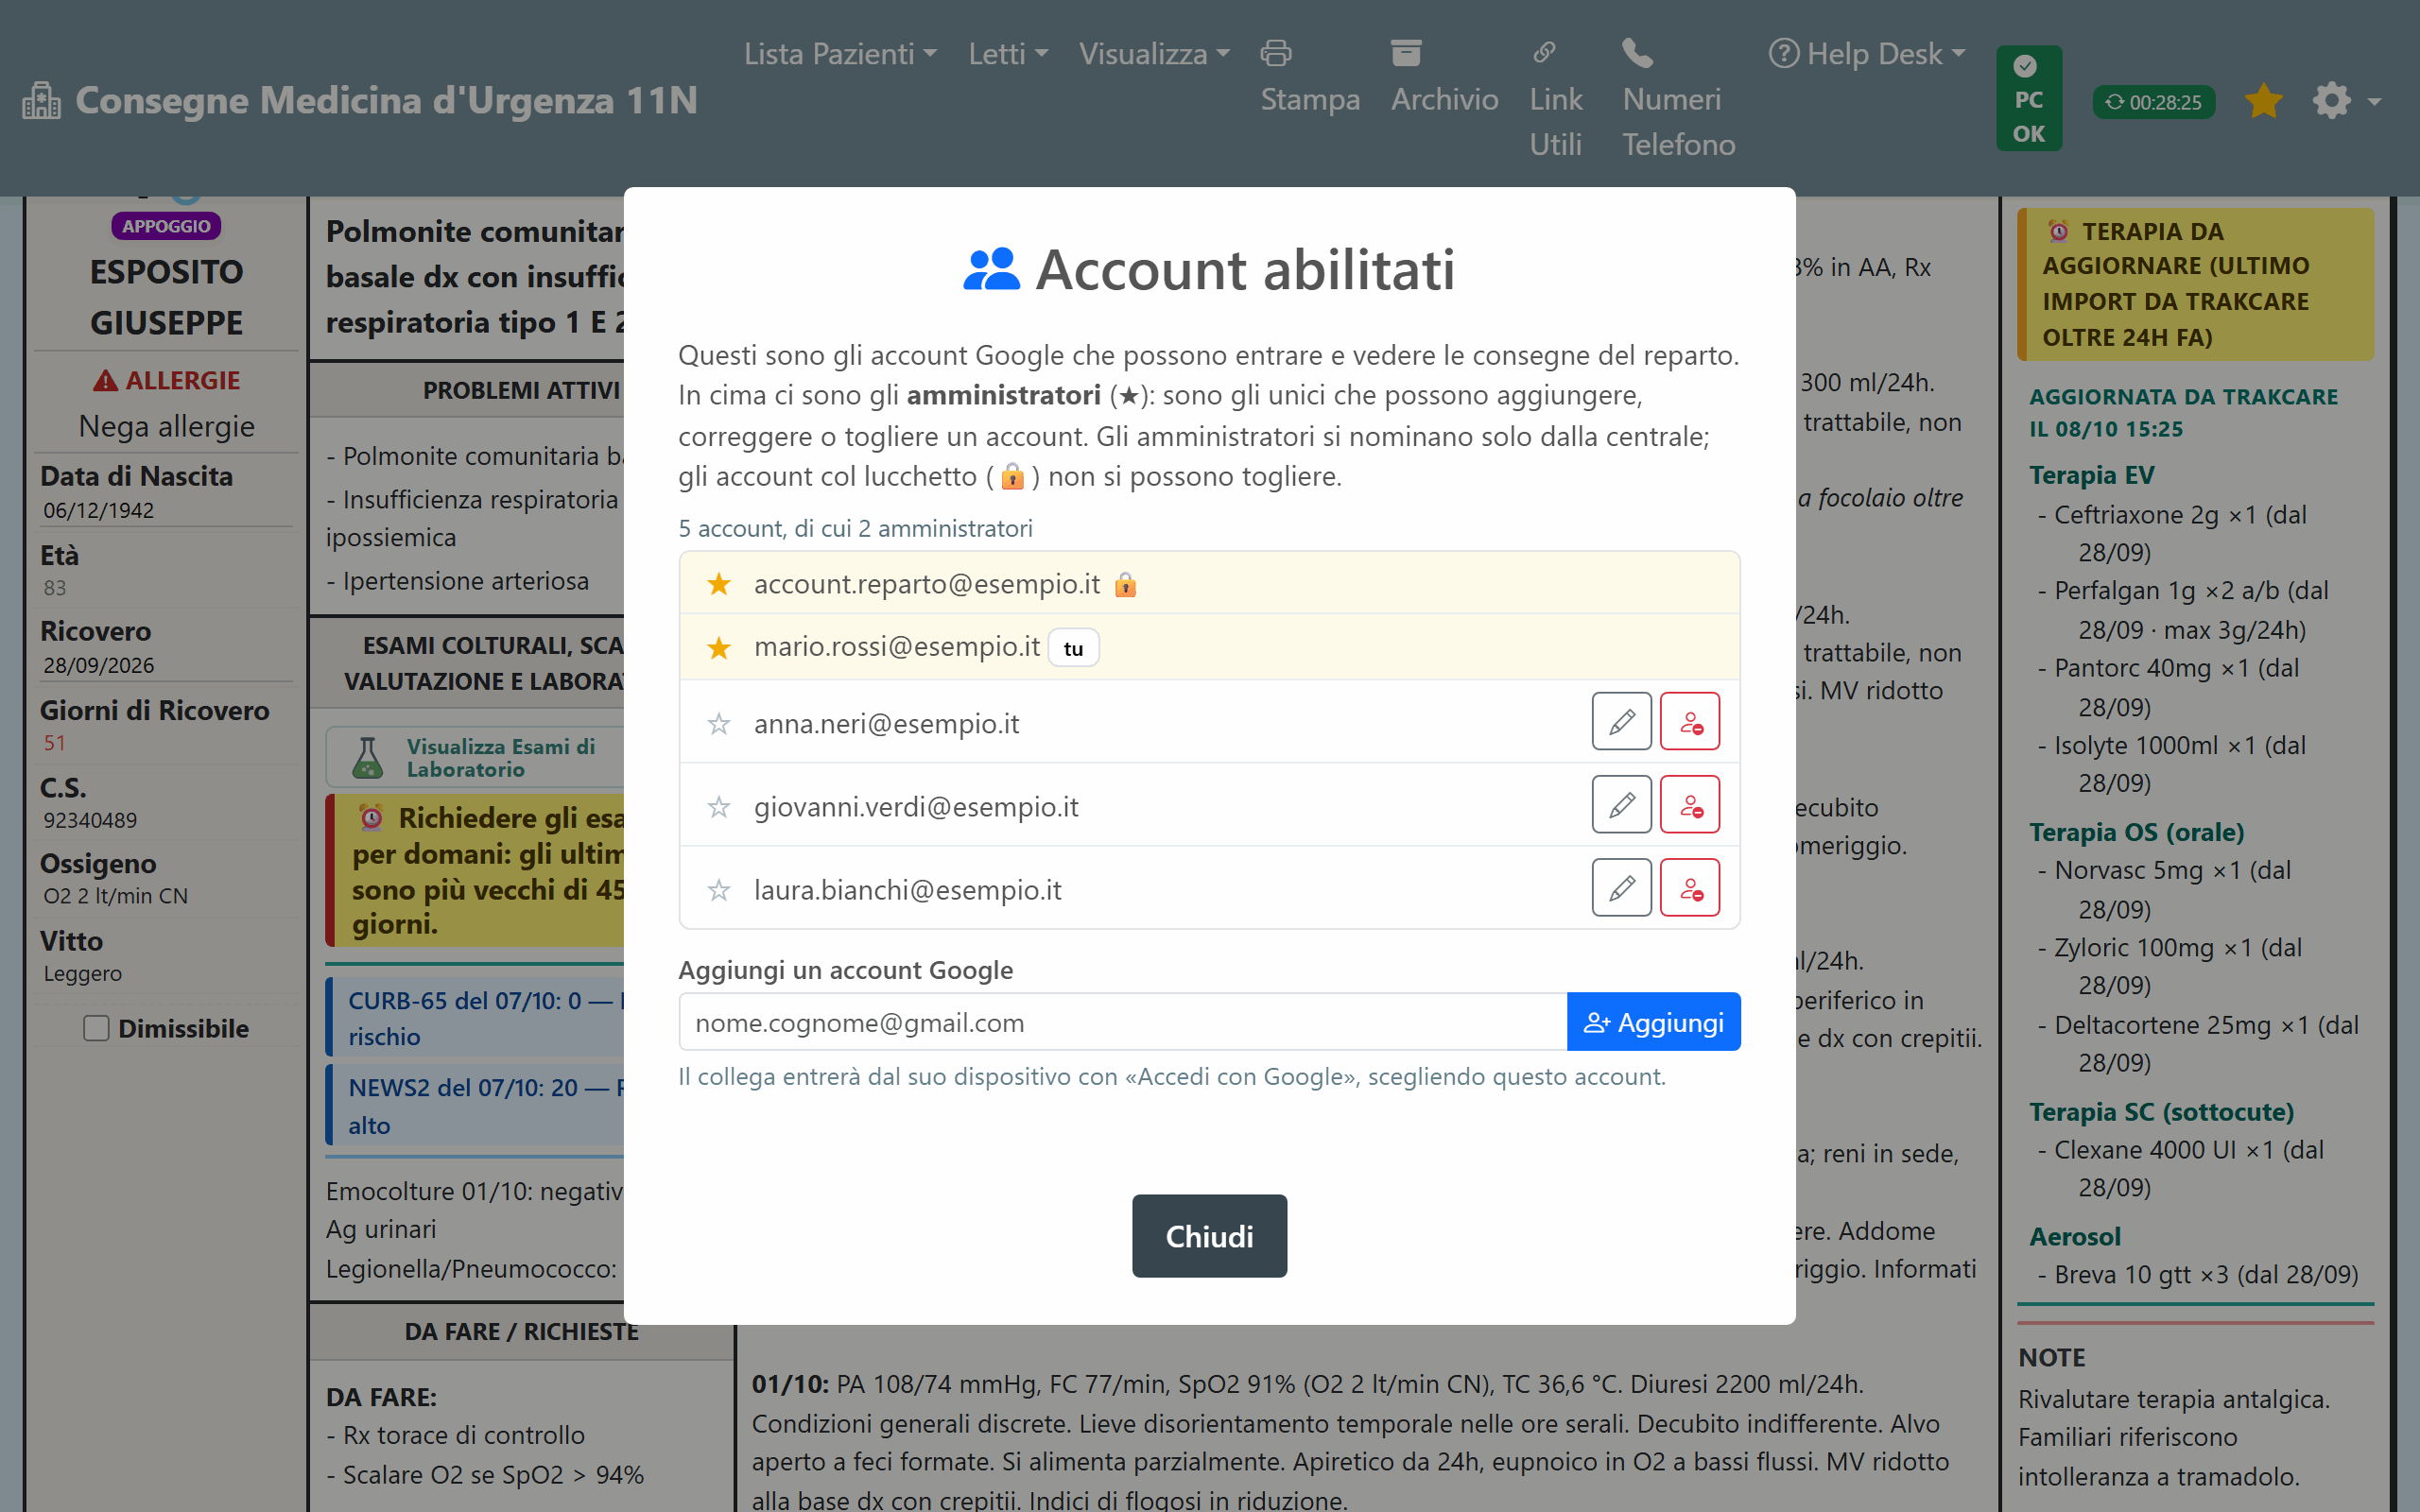 Consegne Medicina d'Urgenza 11N
Lista Pazienti
Letti
Visualizza
Stampa
Archivio
Link
Utili
Numeri
Telefono
Help Desk
PC
OK
00:28:25
APPOGGIO
ESPOSITO
GIUSEPPE
ALLERGIE
Nega allergie
Data di Nascita
06/12/1942
Età
83
Ricovero
28/09/2026
Giorni di Ricovero
51
C.S.
92340489
Ossigeno
O2 2 lt/min CN
Vitto
Leggero
Dimissibile
Polmonite comunitar
basale dx con insuffic
respiratoria tipo 1 E 2
PROBLEMI ATTIVI
- Polmonite comunitaria ba
- Insufficienza respiratoria
ipossiemica
- Ipertensione arteriosa
ESAMI COLTURALI, SCA
VALUTAZIONE E LABORA
Visualizza Esami di
Laboratorio
Richiedere gli esa
per domani: gli ultim
sono più vecchi di 45
giorni.
CURB-65 del 07/10: 0 —
rischio
NEWS2 del 07/10: 20 —
alto
Emocolture 01/10: negativ
Ag urinari
Legionella/Pneumococco:
DA FARE / RICHIESTE
DA FARE:
- Rx torace di controllo
- Scalare O2 se SpO2 > 94%
Account abilitati
Questi sono gli account Google che possono entrare e vedere le consegne del reparto.
In cima ci sono gli amministratori (★): sono gli unici che possono aggiungere,
correggere o togliere un account. Gli amministratori si nominano solo dalla centrale;
gli account col lucchetto (🔒) non si possono togliere.
5 account, di cui 2 amministratori
account.reparto@esempio.it
mario.rossi@esempio.it tu
anna.neri@esempio.it
giovanni.verdi@esempio.it
laura.bianchi@esempio.it
Aggiungi un account Google
nome.cognome@gmail.com
Aggiungi
Il collega entrerà dal suo dispositivo con «Accedi con Google», scegliendo questo account.
Chiudi
3% in AA, Rx
300 ml/24h.
trattabile, non
a focolaio oltre
/24h.
trattabile, non
si. MV ridotto
ecubito
omeriggio.
l/24h.
periferico in
e dx con crepitii.
a; reni in sede,
ere. Addome
riggio. Informati
01/10: PA 108/74 mmHg, FC 77/min, SpO2 91% (O2 2 lt/min CN), TC 36,6 °C. Diuresi 2200 ml/24h.
Condizioni generali discrete. Lieve disorientamento temporale nelle ore serali. Decubito indifferente. Alvo
aperto a feci formate. Si alimenta parzialmente. Apiretico da 24h, eupnoico in O2 a bassi flussi. MV ridotto
alla base dx con crepitii. Indici di flogosi in riduzione.
TERAPIA DA
AGGIORNARE (ULTIMO
IMPORT DA TRAKCARE
OLTRE 24H FA)
AGGIORNATA DA TRAKCARE
IL 08/10 15:25
Terapia EV
- Ceftriaxone 2g ×1 (dal
28/09)
- Perfalgan 1g ×2 a/b (dal
28/09 · max 3g/24h)
- Pantorc 40mg ×1 (dal
28/09)
- Isolyte 1000ml ×1 (dal
28/09)
Terapia OS (orale)
- Norvasc 5mg ×1 (dal
28/09)
- Zyloric 100mg ×1 (dal
28/09)
- Deltacortene 25mg ×1 (dal
28/09)
Terapia SC (sottocute)
- Clexane 4000 UI ×1 (dal
28/09)
Aerosol
- Breva 10 gtt ×3 (dal 28/09)
NOTE
Rivalutare terapia antalgica.
Familiari riferiscono
intolleranza a tramadolo.